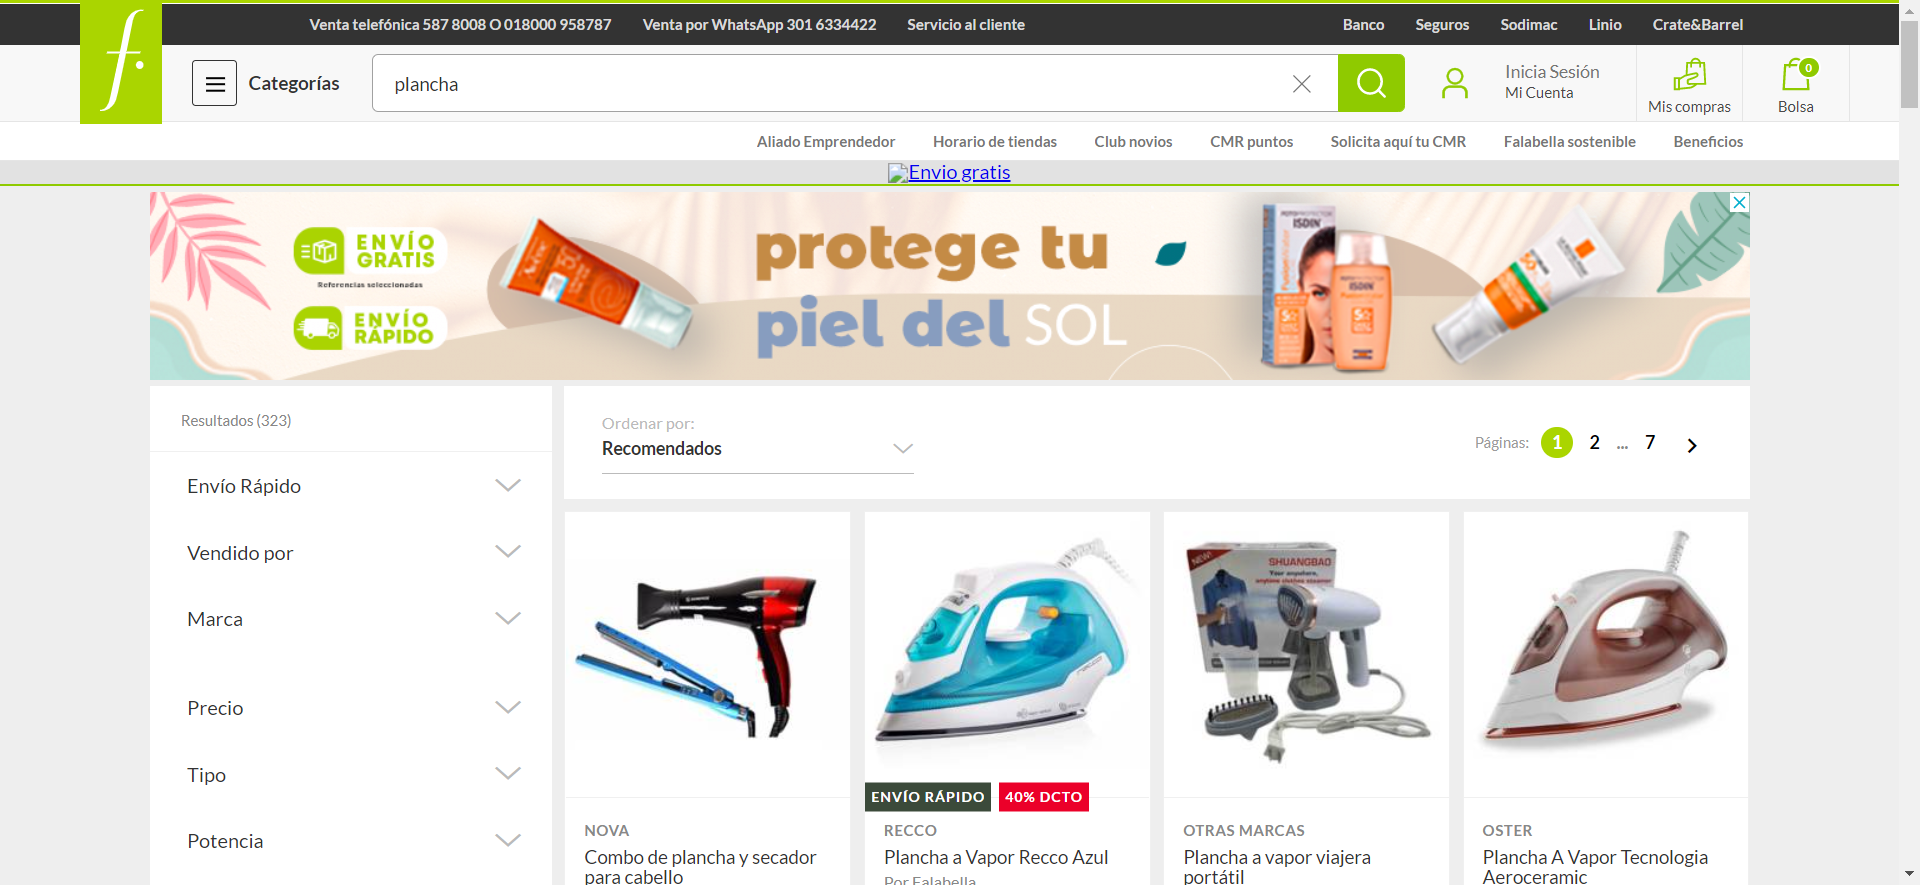 Venta telefónica 587 8008 O 018000 958787 Venta por WhatsApp 301 6334422 Servicio al cliente Banco Seguros Sodimac Linio Crate&Barrel
f.
Categorías plancha Inicia Sesión
Mi Cuenta
Mis compras
0
Bolsa
Aliado Emprendedor Horario de tiendas Club novios CMR puntos Solicita aquí tu CMR Falabella sostenible Beneficios
Envio gratis
ENVÍO
GRATIS
Referencias seleccionadas
ENVÍO
RÁPIDO
protege tu
piel del SOL
ISDIN
ISDIN
Resultados (323)
Envío Rápido
Vendido por
Marca
Precio
Tipo
Potencia
Ordenar por:
Recomendados
Páginas: 1 2 ... 7
NOVA
Combo de plancha y secador
para cabello
ENVÍO RÁPIDO 40% DCTO
RECCO
Plancha a Vapor Recco Azul
Por Falabella
NEW!
SHUANGBAO
OTRAS MARCAS
Plancha a vapor viajera
portátil
OSTER
Plancha A Vapor Tecnologia
Aeroceramic